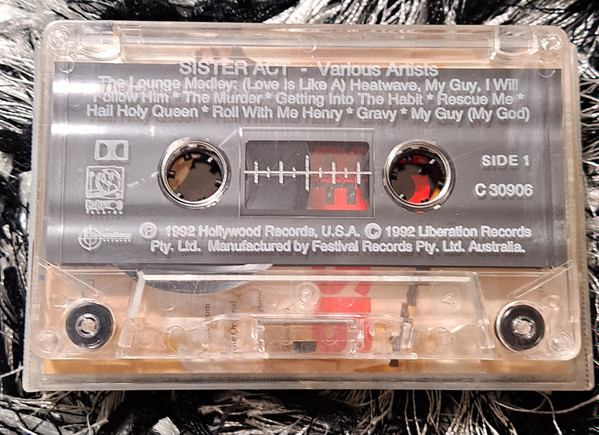 SISTER ACT - Various Artists
The Lounge Medley: (Love Is Like A) Heatwave, My Guy, I Will
Follow Him * The Murder * Getting Into The Habit * Rescue Me *
Hail Holy Queen * Roll With Me Henry * Gravy * My Guy (My God)
SIDE 1
C 30906
Ⓟ 1992 Hollywood Records, U.S.A. © 1992 Liberation Records
Pty. Ltd. Manufactured by Festival Records Pty. Ltd. Australia.